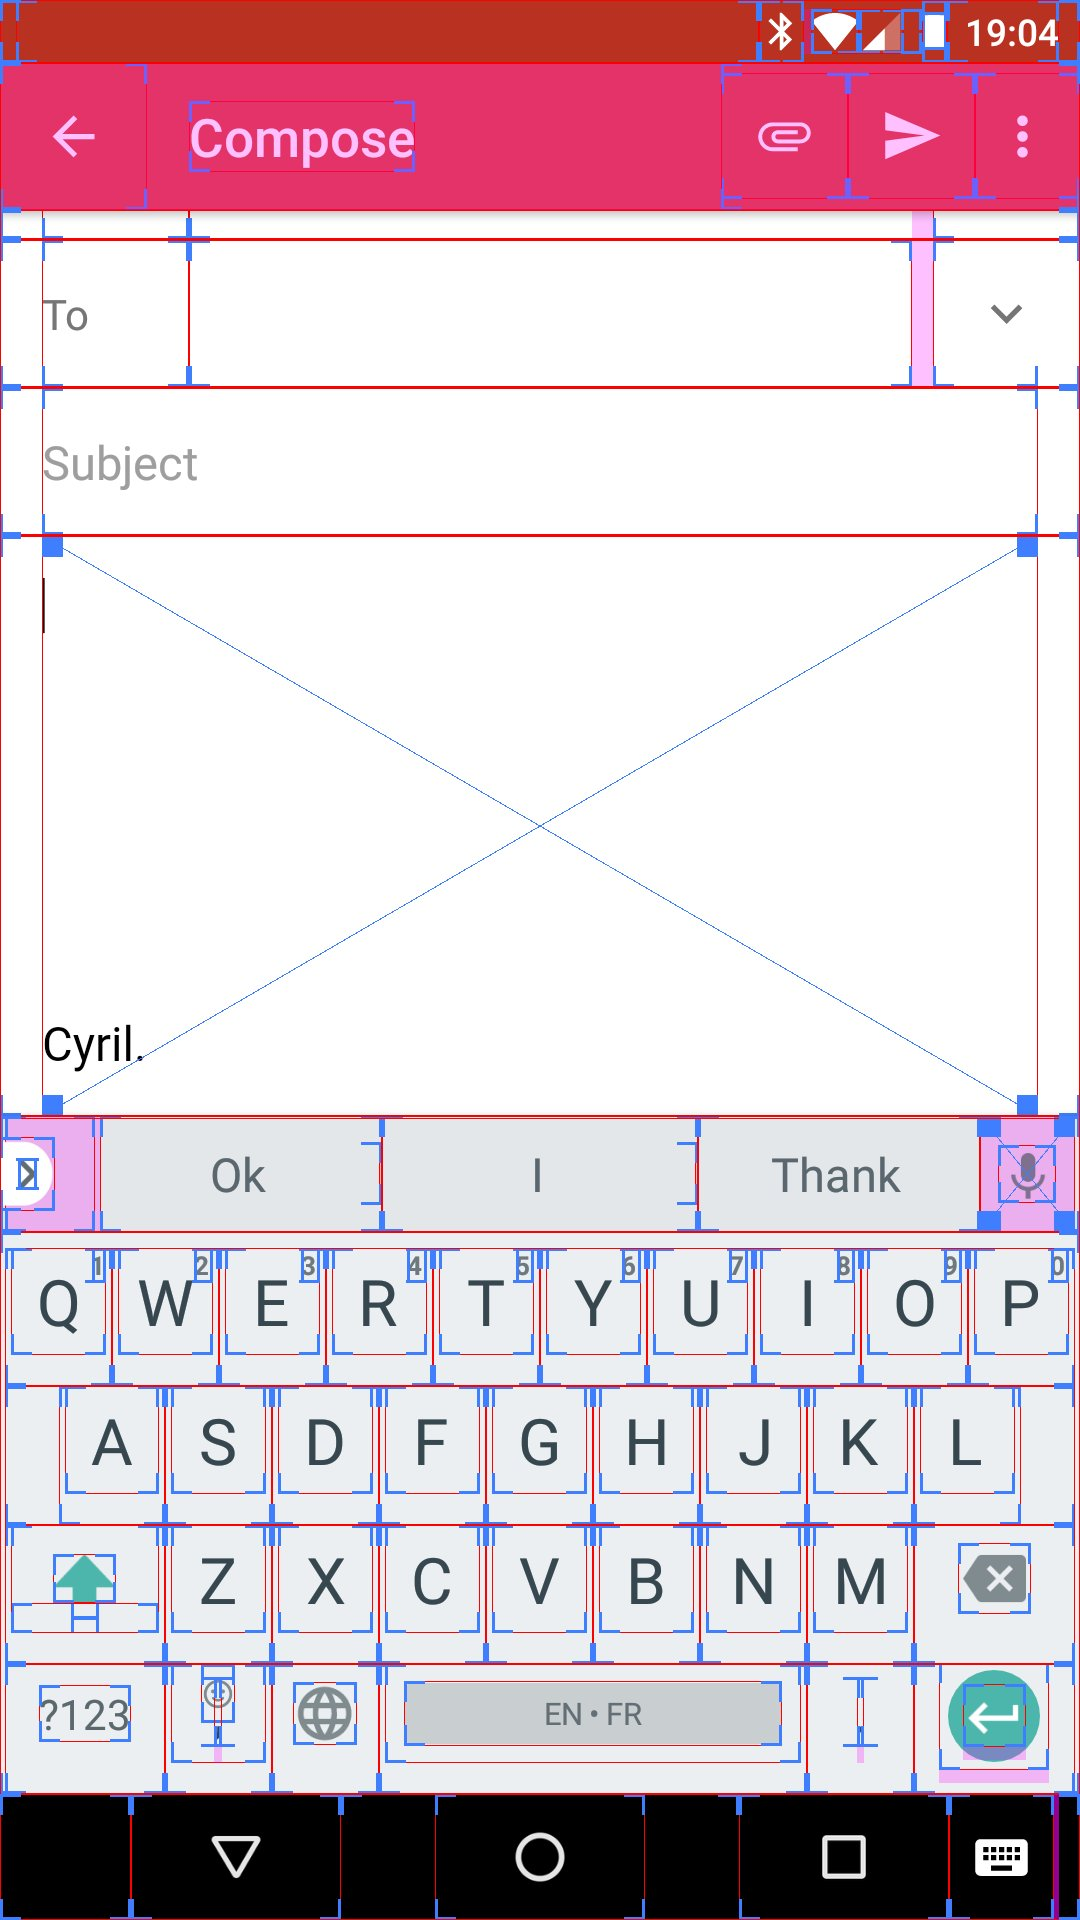 19:04
Compose
To
Subject
Cyril.
Ok I Thank
1 2 3 4 5 6 7 8 9 0
Q W E R T Y U I O P
A S D F G H J K L
Z X C V B N M
?123 EN • FR